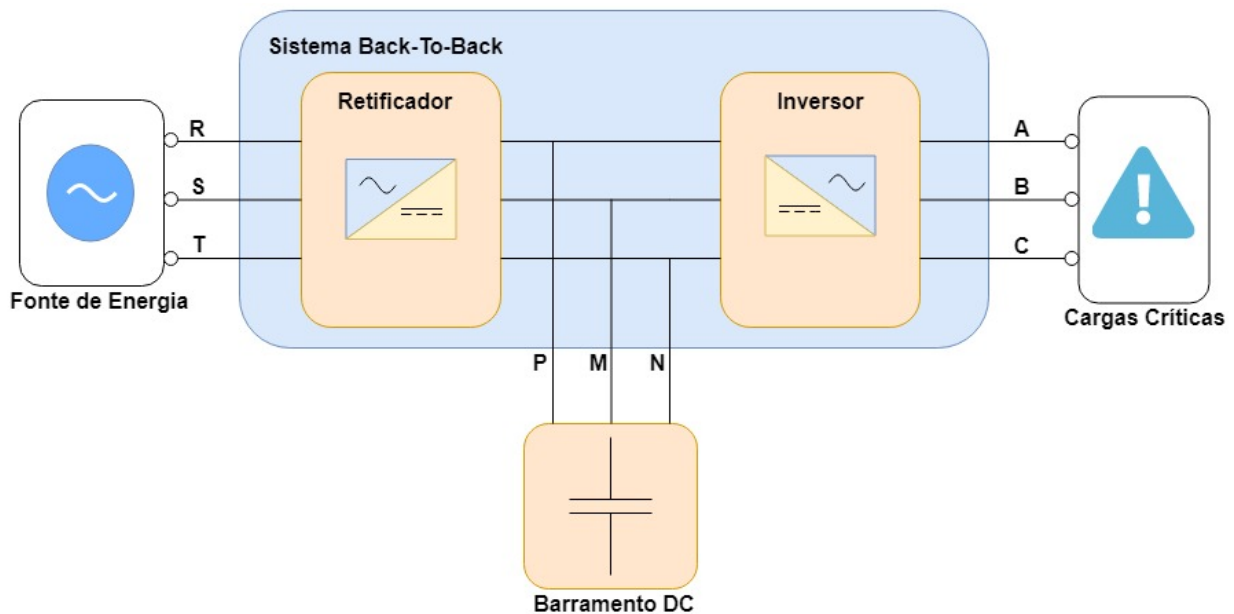 Sistema Back-To-Back
Retificador
Inversor
R
S
T
A
B
C
Fonte de Energia
Cargas Críticas
P M N
Barramento DC